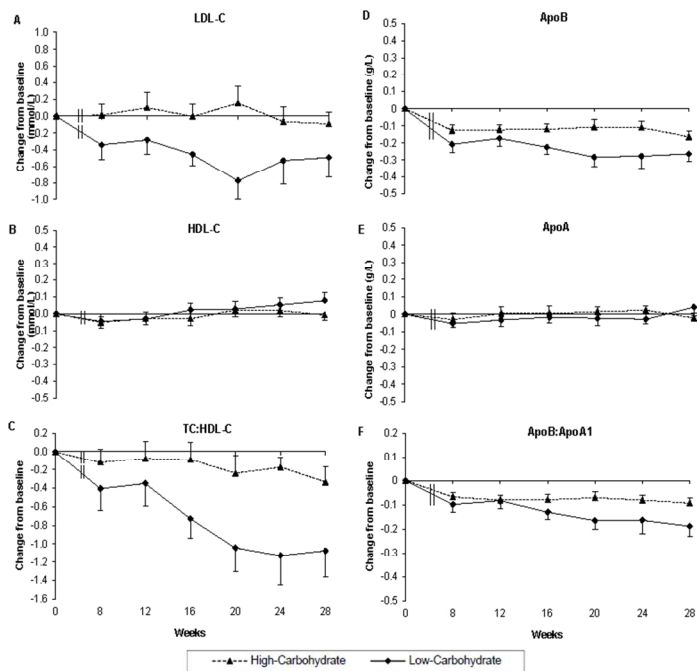 A
LDL-C
Change from baseline
(mmol/L)
1.0
0.8
0.6
0.4
0.2
0.0
-0.2
-0.4
-0.6
-0.8
-1.0
D
ApoB
Change from baseline (g/L)
0.5
0.4
0.3
0.2
0.1
0
-0.1
-0.2
-0.3
-0.4
-0.5
B
HDL-C
Change from baseline
(mmol/L)
0.5
0.4
0.3
0.2
0.1
0.0
-0.1
-0.2
-0.3
-0.4
-0.5
E
ApoA
Change from baseline (g/L)
0.5
0.4
0.3
0.2
0.1
0
-0.1
-0.2
-0.3
-0.4
-0.5
C
TC:HDL-C
Change from baseline
0.2
0.0
-0.2
-0.4
-0.6
-0.8
-1.0
-1.2
-1.4
-1.6
0 8 12 16 20 24 28
Weeks
F
ApoB:ApoA1
Change from baseline
0.2
0.1
0
-0.1
-0.2
-0.3
-0.4
-0.5
0 8 12 16 20 24 28
Weeks
High-Carbohydrate Low-Carbohydrate